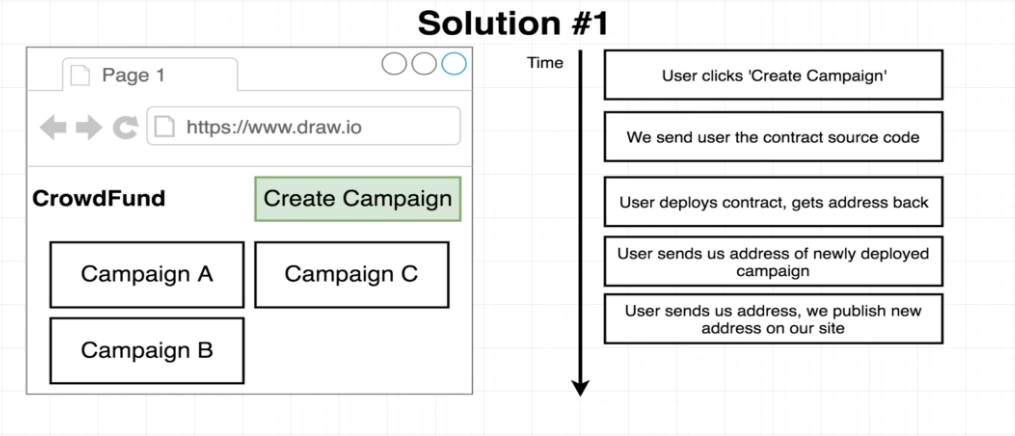 Solution #1
Page 1
https://www.draw.io
CrowdFund
Create Campaign
Campaign A
Campaign C
Campaign B
Time
User clicks 'Create Campaign'
We send user the contract source code
User deploys contract, gets address back
User sends us address of newly deployed
campaign
User sends us address, we publish new
address on our site